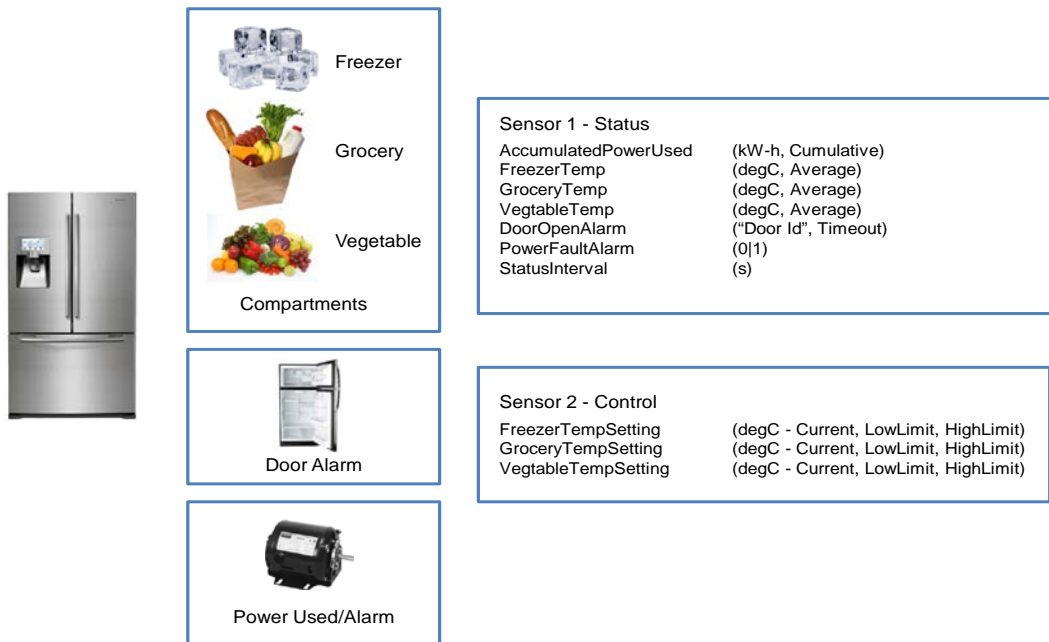 Freezer
Grocery
Vegetable
Compartments
Door Alarm
Power Used/Alarm
Sensor 1 - Status
AccumulatedPowerUsed (kW-h, Cumulative)
FreezerTemp (degC, Average)
GroceryTemp (degC, Average)
VegtableTemp (degC, Average)
DoorOpenAlarm (“Door Id”, Timeout)
PowerFaultAlarm (0|1)
StatusInterval (s)
Sensor 2 - Control
FreezerTempSetting (degC - Current, LowLimit, HighLimit)
GroceryTempSetting (degC - Current, LowLimit, HighLimit)
VegtableTempSetting (degC - Current, LowLimit, HighLimit)